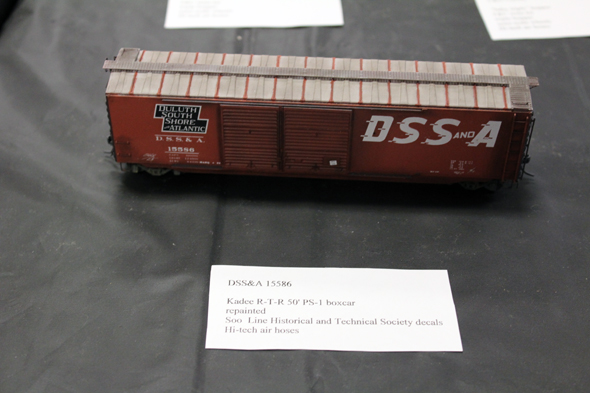 DULUTH
SOUTH
SHORE
AND ATLANTIC
D.S.S.& A.
15586
DSS AND A
DSS&A 15586
Kadee R-T-R 50' PS-1 boxcar
repainted
Soo Line Historical and Technical Society decals
Hi-tech air hoses